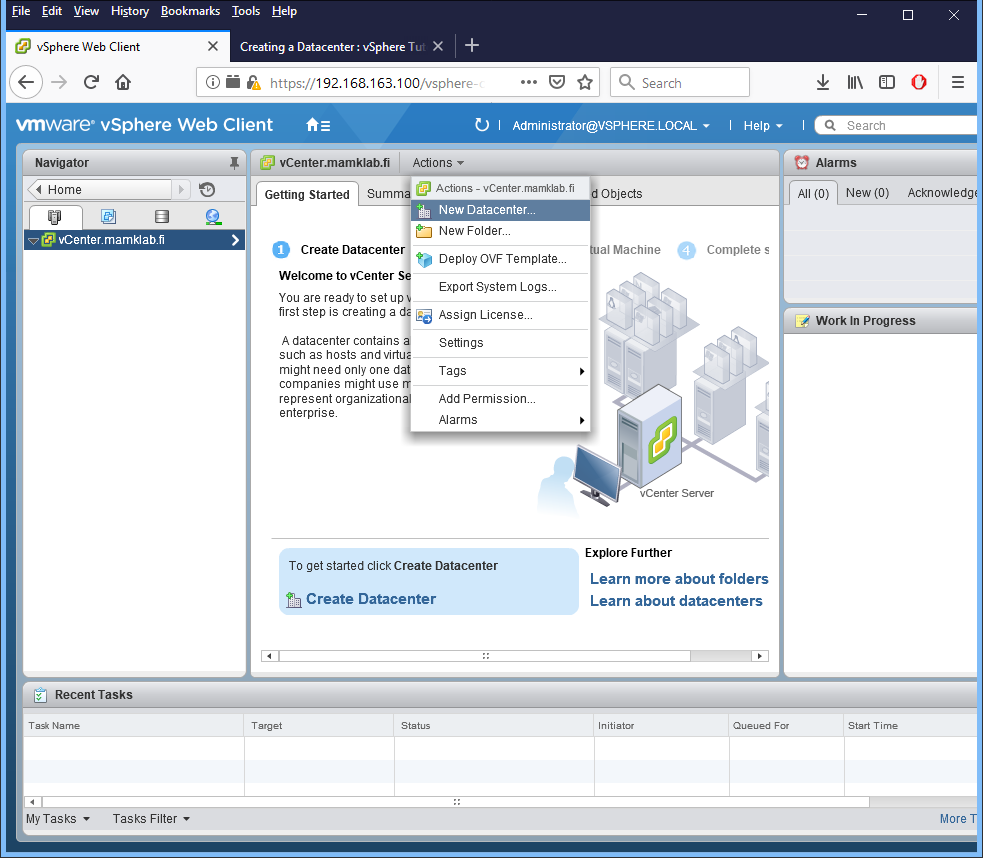 File Edit View History Bookmarks Tools Help
vSphere Web Client
Creating a Datacenter : vSphere Tut
https://192.168.163.100/vsphere-c
Search
vmware® vSphere Web Client
Administrator@VSPHERE.LOCAL
Help
Search
Navigator
Home
vCenter.mamklab.fi
vCenter.mamklab.fi
Actions
Getting Started
Summa
d Objects
Actions - vCenter.mamklab.fi
New Datacenter...
New Folder...
Deploy OVF Template...
Export System Logs...
Assign License...
Settings
Tags
Add Permission...
Alarms
1 Create Datacenter
tual Machine
4 Complete s
Welcome to vCenter Se
You are ready to set up v
first step is creating a da
A datacenter contains a
such as hosts and virtua
might need only one dat
companies might use m
represent organizational
enterprise.
vCenter Server
To get started click Create Datacenter
Create Datacenter
Explore Further
Learn more about folders
Learn about datacenters
Alarms
All (0)
New (0)
Acknowledge
Work In Progress
Recent Tasks
Task Name
Target
Status
Initiator
Queued For
Start Time
My Tasks
Tasks Filter
More T